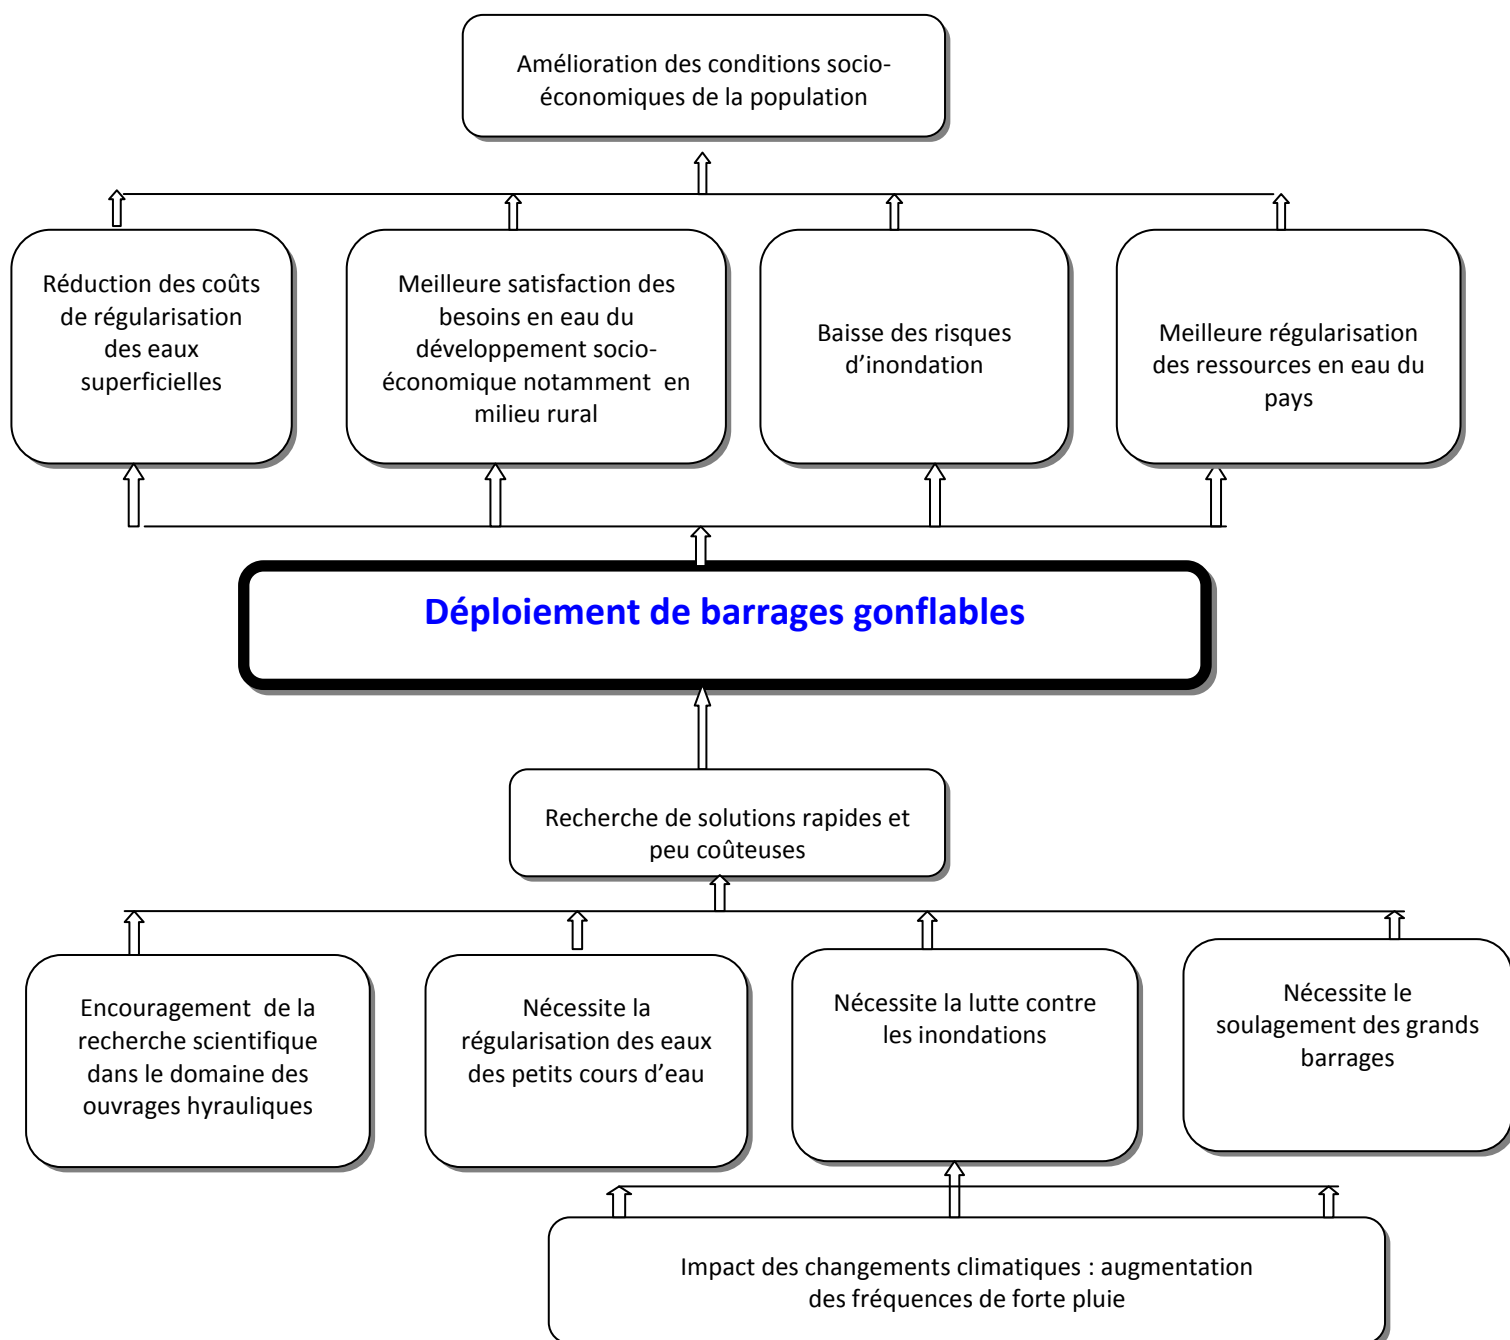 Amélioration des conditions socio-
économiques de la population
Réduction des coûts
de régularisation
des eaux
superficielles
Meilleure satisfaction des
besoins en eau du
développement socio-
économique notamment en
milieu rural
Baisse des risques
d’inondation
Meilleure régularisation
des ressources en eau du
pays
Déploiement de barrages gonflables
Recherche de solutions rapides et
peu coûteuses
Encouragement de la
recherche scientifique
dans le domaine des
ouvrages hyrauliques
Nécessite la
régularisation des eaux
des petits cours d’eau
Nécessite la lutte contre
les inondations
Nécessite le
soulagement des grands
barrages
Impact des changements climatiques : augmentation
des fréquences de forte pluie